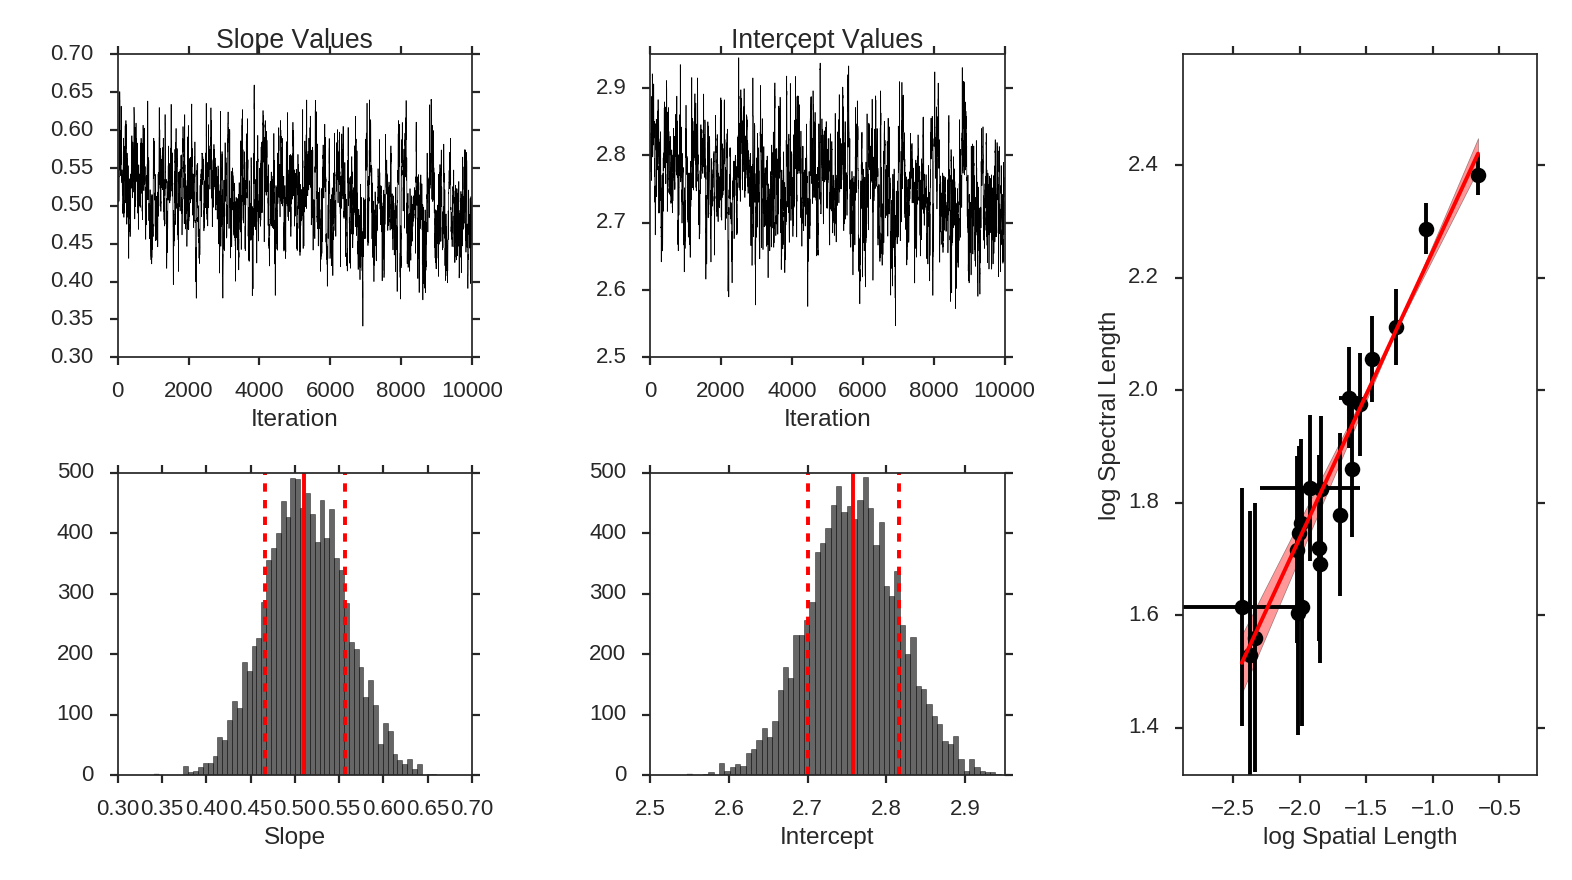 Slope Values
0.70
0.65
0.60
0.55
0.50
0.45
0.40
0.35
0.30
0 2000 4000 6000 8000 10000
Iteration
Intercept Values
2.9
2.8
2.7
2.6
2.5
0 2000 4000 6000 8000 10000
Iteration
500
400
300
200
100
0
0.30 0.35 0.40 0.45 0.50 0.55 0.60 0.65 0.70
Slope
500
400
300
200
100
0
2.5 2.6 2.7 2.8 2.9
Intercept
log Spectral Length
2.4
2.2
2.0
1.8
1.6
1.4
−2.5 −2.0 −1.5 −1.0 −0.5
log Spatial Length